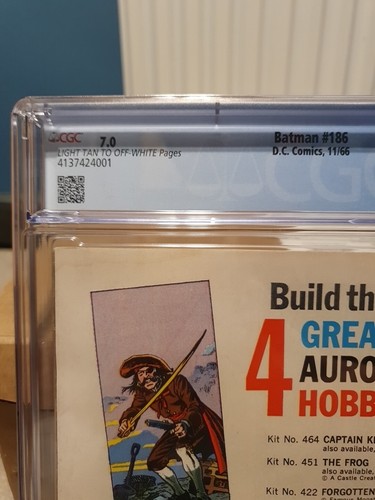 CGC 7.0 Batman #186
LIGHT TAN TO OFF-WHITE Pages D.C. Comics, 11/66
4137424001
Build th
4 GREA
AURO
HOBB
Kit No. 464 CAPTAIN KI
also available,
Kit No. 451 THE FROG
also available,
© A Castle Crea
Kit No. 422 FORGOTTEN